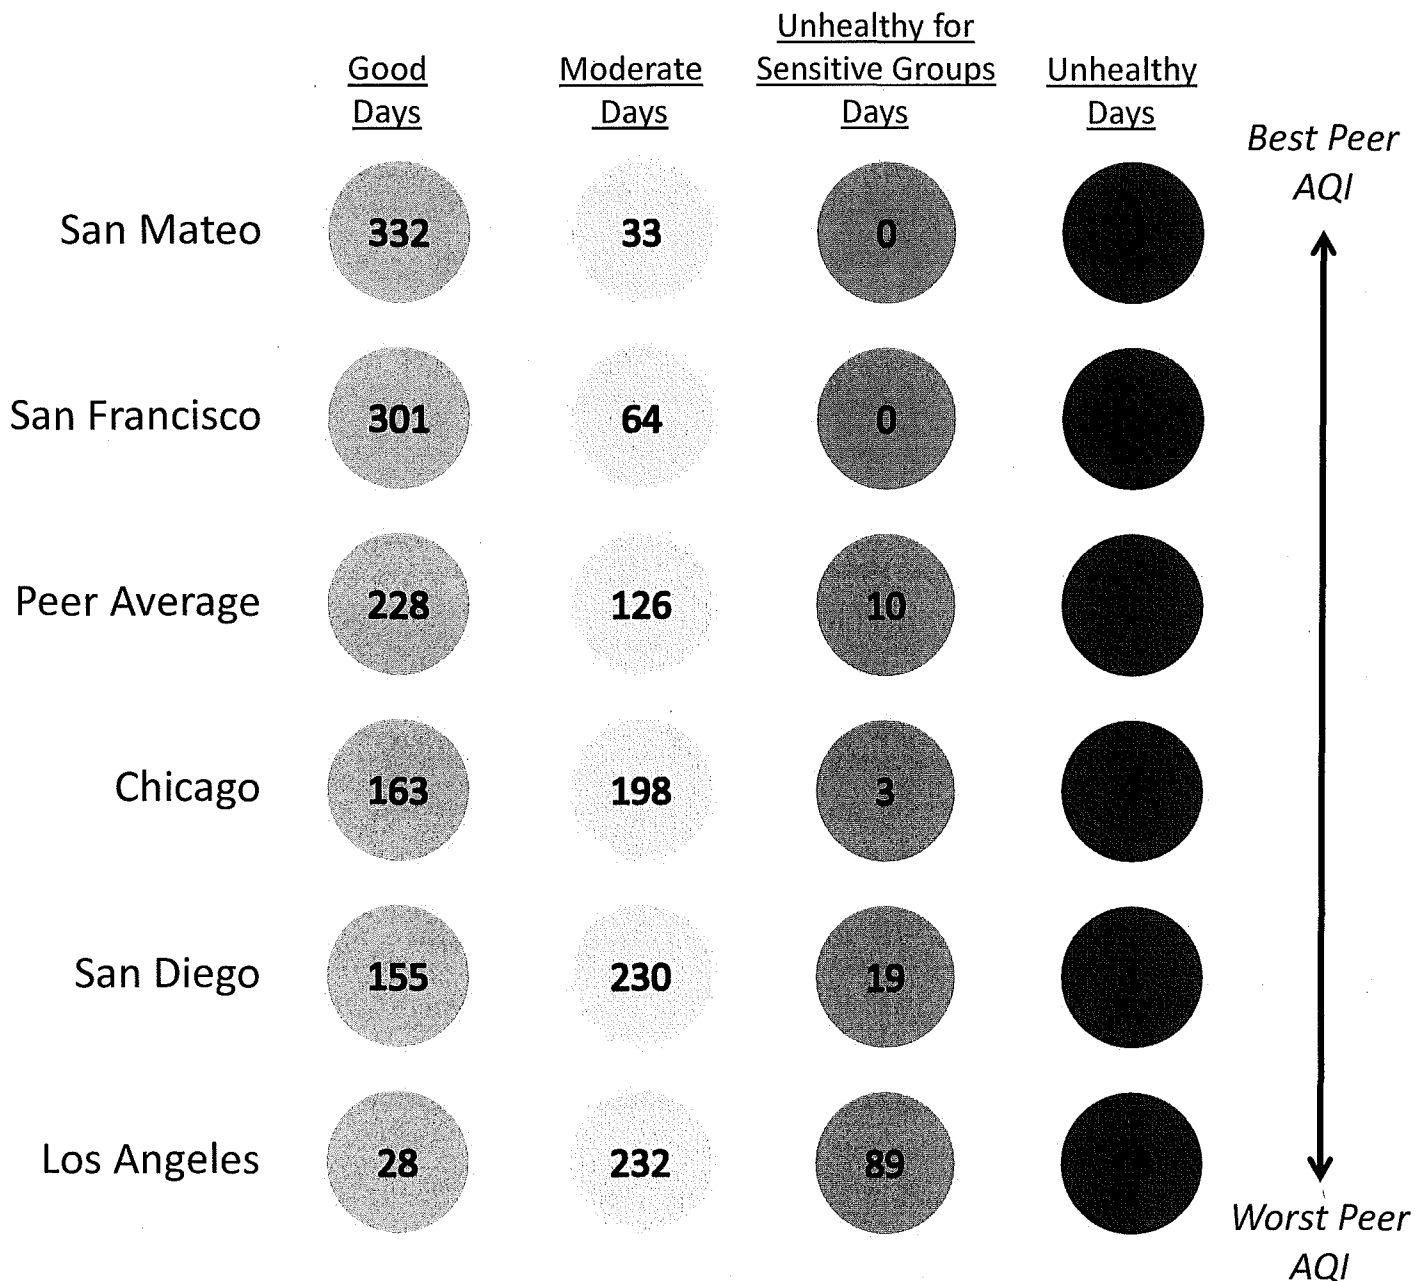 Good
Days
Moderate
Days
Unhealthy for
Sensitive Groups
Days
Unhealthy
Days
Best Peer
AQI
San Mateo 332 33 0
San Francisco 301 64 0
Peer Average 228 126 10
Chicago 163 198 3
San Diego 155 230 19
Los Angeles 28 232 89
Worst Peer
AQI